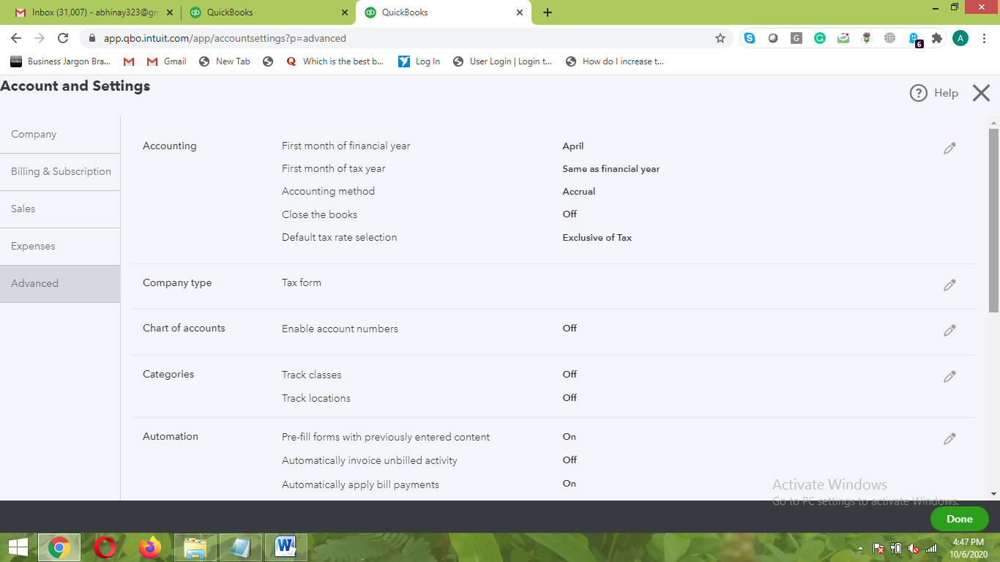 Inbox (31,007) - abhinay323@gm
QuickBooks
QuickBooks
app.qbo.intuit.com/app/accountsettings?p=advanced
G
G
6
A
Business Jargon Bra...
Gmail
New Tab
Q Which is the best b...
Log In
User Login | Login t...
How do I increase t...
Account and Settings
? Help
Company
Billing & Subscription
Sales
Expenses
Advanced
Accounting
First month of financial year April
First month of tax year Same as financial year
Accounting method Accrual
Close the books Off
Default tax rate selection Exclusive of Tax
Company type Tax form
Chart of accounts Enable account numbers Off
Categories Track classes Off
Track locations Off
Automation Pre-fill forms with previously entered content On
Automatically invoice unbilled activity Off
Automatically apply bill payments On
Activate Windows
Go to PC settings to activate Windows.
Done
4:47 PM
10/6/2020